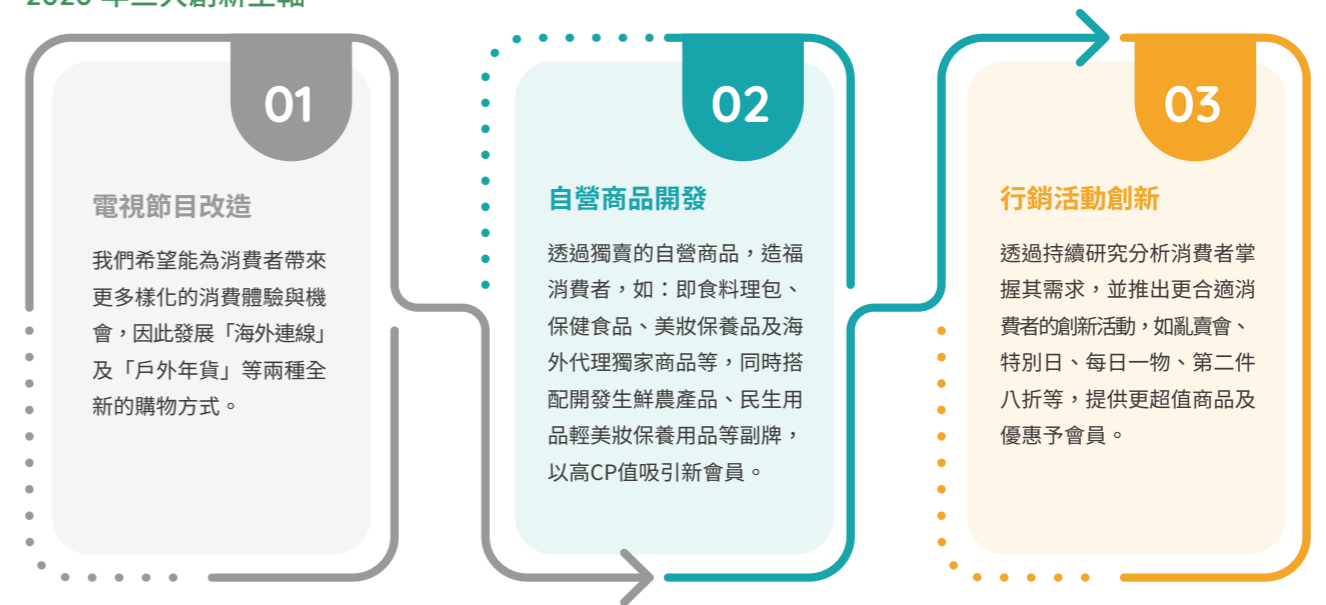 2023 年三大創新主軸
01
電視節目改造
我們希望能為消費者帶來
更多樣化的消費體驗與機
會，因此發展「海外連線」
及「戶外年貨」等兩種全
新的購物方式。
02
自營商品開發
透過獨賣的自營商品，造福
消費者，如：即食料理包、
保健食品、美妝保養品及海
外代理獨家商品等，同時搭
配開發生鮮農產品、民生用
品輕美妝保養用品等副牌，
以高CP值吸引新會員。
03
行銷活動創新
透過持續研究分析消費者掌
握其需求，並推出更合適消
費者的創新活動，如亂賣會、
特別日、每日一物、第二件
八折等，提供更超值商品及
優惠予會員。